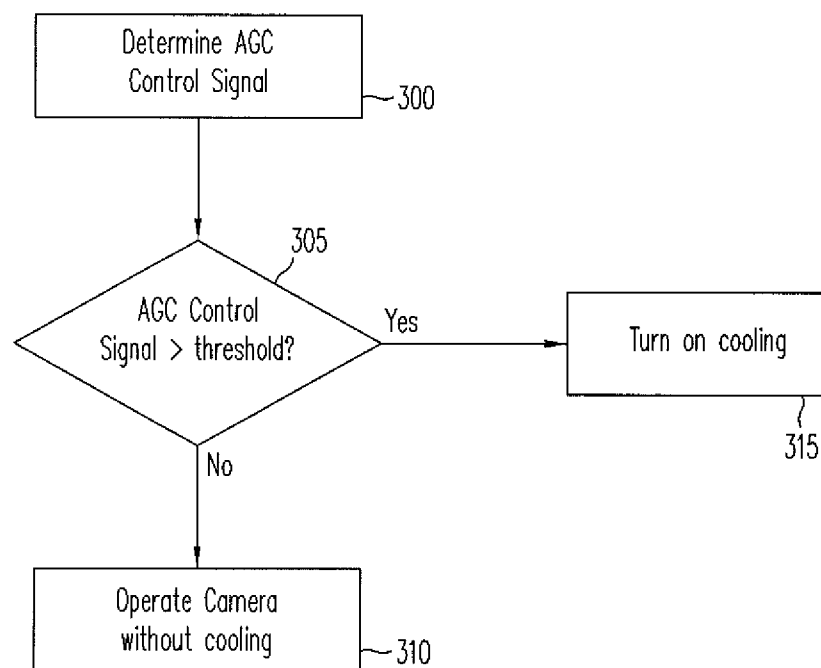 Determine AGC
Control Signal
300
305
AGC Control
Signal > threshold?
Yes
Turn on cooling
315
No
Operate Camera
without cooling
310